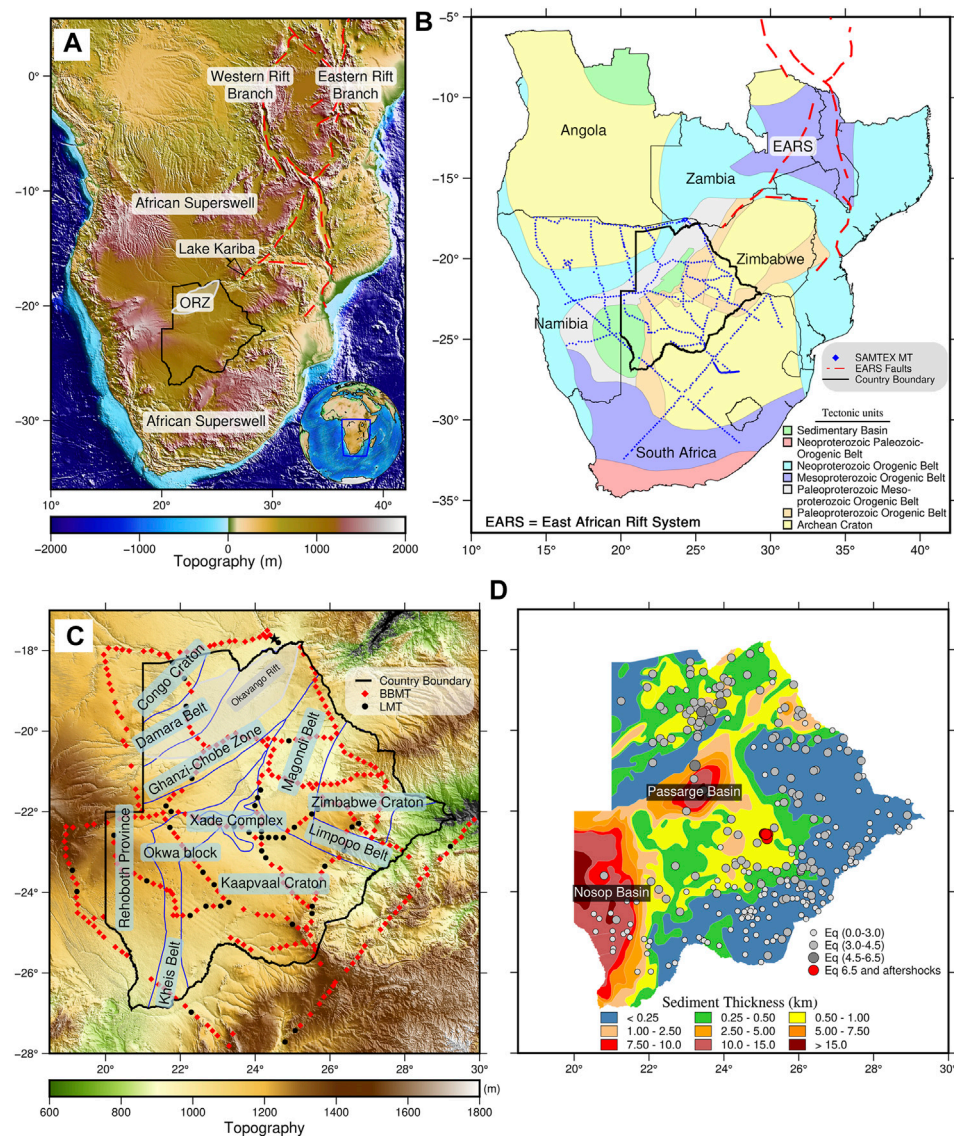 A
0°
−10°
−20°
−30°
10°
20°
30°
40°
Western Rift
Branch
Eastern Rift
Branch
African Superswell
Lake Kariba
ORZ
African Superswell
−2000
−1000
0
1000
2000
Topography (m)
B
−5°
−10°
−15°
−20°
−25°
−30°
−35°
10°
15°
20°
25°
30°
35°
40°
Angola
EARS
Zambia
Zimbabwe
Namibia
South Africa
SAMTEX MT
EARS Faults
Country Boundary
Tectonic units
Sedimentary Basin
Neoproterozoic Paleozoic-
Orogenic Belt
Neoproterozoic Orogenic Belt
Mesoproterozoic Orogenic Belt
Paleoproterozoic Meso-
proterozoic Orogenic Belt
Paleoproterozoic Orogenic Belt
Archean Craton
EARS = East African Rift System
C
−18°
−20°
−22°
−24°
−26°
−28°
20°
22°
24°
26°
28°
30°
Congo Craton
Okavango Rift
Damara Belt
Ghanzi-Chobe Zone
Magondi Belt
Country Boundary
BBMT
LMT
Zimbabwe Craton
Xade Complex
Limpopo Belt
Rehoboth Province
Okwa block
Kaapvaal Craton
Kheis Belt
600
800
1000
1200
1400
1600
1800
(m)
Topography
D
Passarge Basin
Nosop Basin
Eq (0.0-3.0)
Eq (3.0-4.5)
Eq (4.5-6.5)
Eq 6.5 and aftershocks
Sediment Thickness (km)
< 0.25
0.25 - 0.50
0.50 - 1.00
1.00 - 2.50
2.50 - 5.00
5.00 - 7.50
7.50 - 10.0
10.0 - 15.0
> 15.0
20°
22°
24°
26°
28°
30°